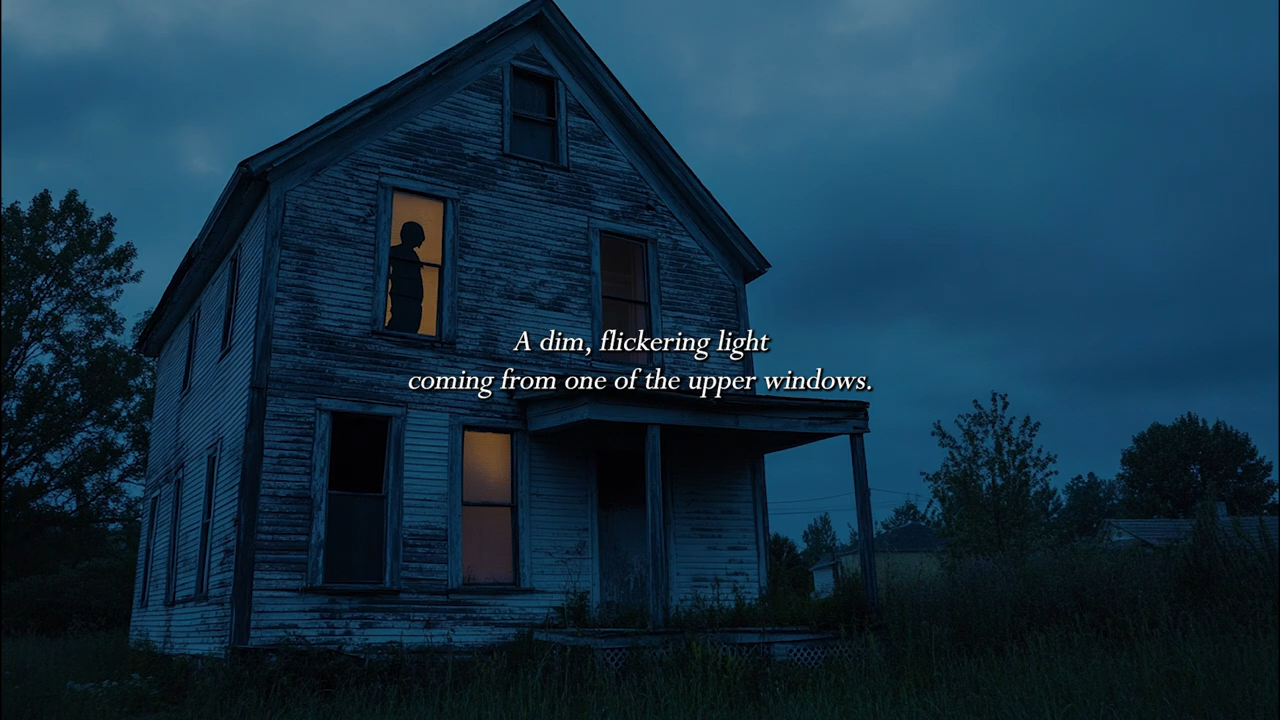 A dim, flickering light
coming from one of the upper windows.